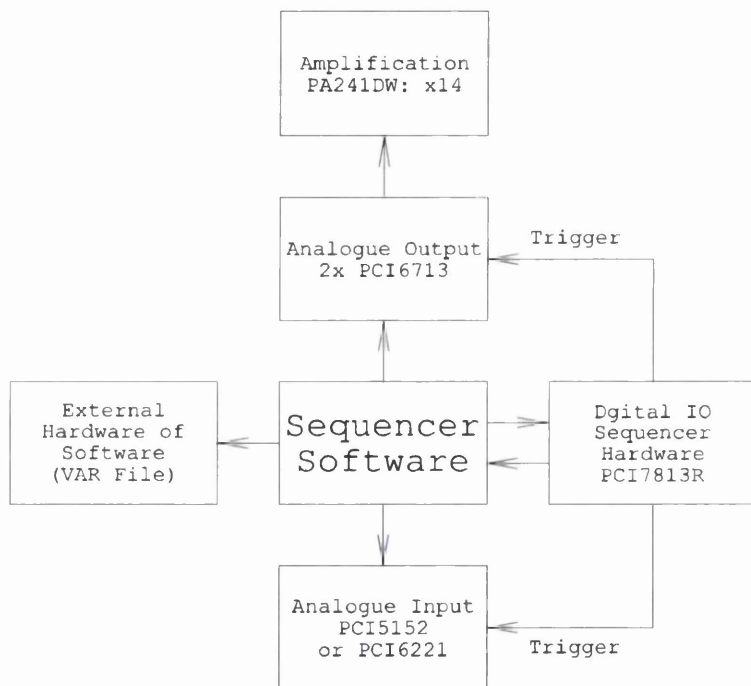 Amplification
PA241DW: x14
Analogue Output
2x PCI6713
Trigger
External
Hardware of
Software
(VAR File)
Sequencer
Software
Dgital IO
Sequencer
Hardware
PCI7813R
Analogue Input
PCI5152
or PCI6221
Trigger